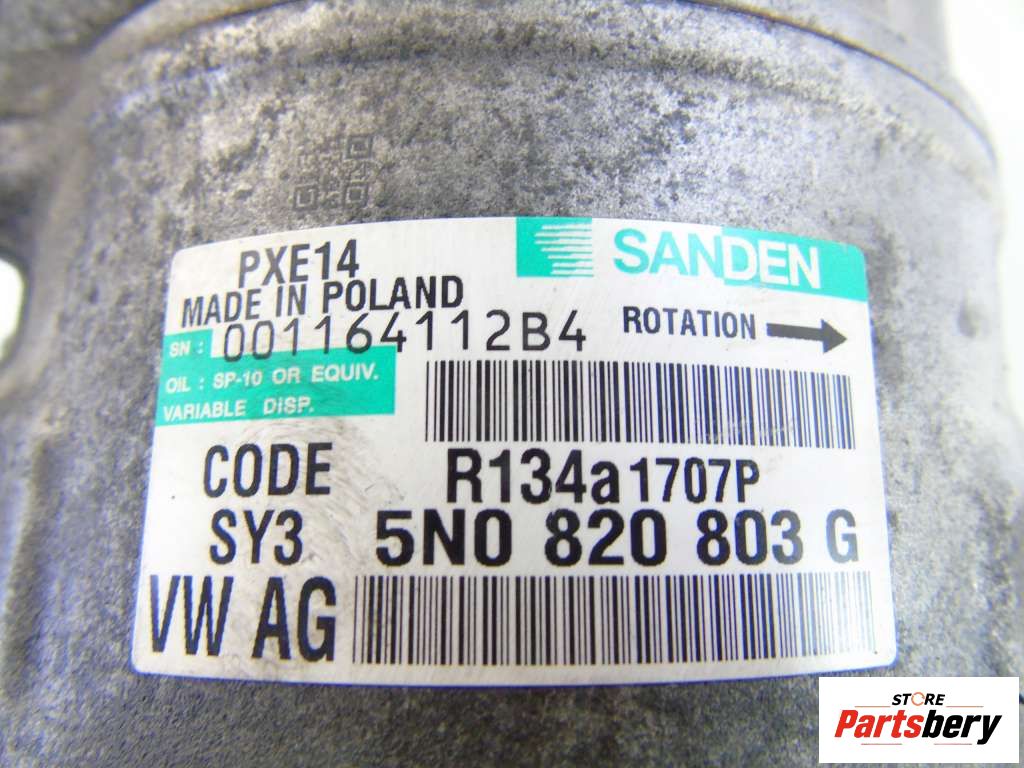 SANDEN
PXE14
MADE IN POLAND
SN : 001164112B4
ROTATION
OIL : SP-10 OR EQUIV.
VARIABLE DISP.
CODE R134a 1707P
SY3 5N0 820 803 G
VW AG
STORE
Partsbery